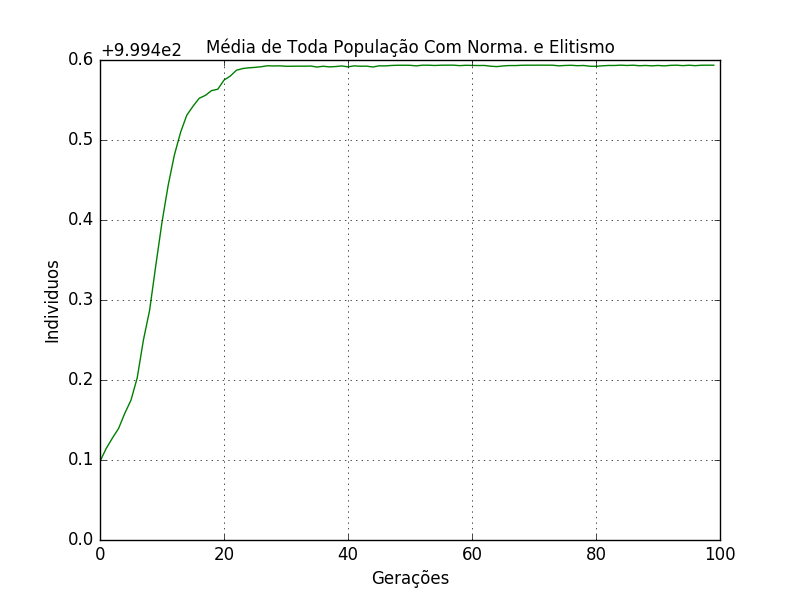 +9.994e2
Média de Toda População Com Norma. e Elitismo
0.6
0.5
0.4
0.3
0.2
0.1
0.0
Individuos
0 20 40 60 80 100
Gerações